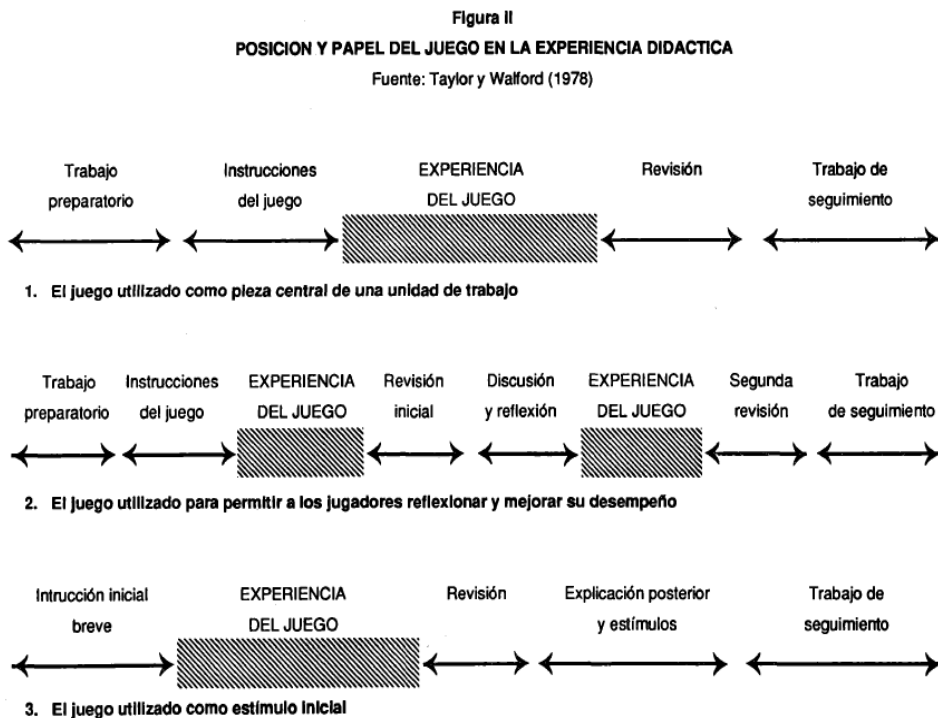 Figura II
POSICION Y PAPEL DEL JUEGO EN LA EXPERIENCIA DIDACTICA
Fuente: Taylor y Walford (1978)
Trabajo preparatorio
Instrucciones del juego
EXPERIENCIA DEL JUEGO
Revisión
Trabajo de seguimiento
1. El juego utilizado como pieza central de una unidad de trabajo
Trabajo preparatorio
Instrucciones del juego
EXPERIENCIA DEL JUEGO
Revisión inicial
Discusión y reflexión
EXPERIENCIA DEL JUEGO
Segunda revisión
Trabajo de seguimiento
2. El juego utilizado para permitir a los jugadores reflexionar y mejorar su desempeño
Intrucción inicial breve
EXPERIENCIA DEL JUEGO
Revisión
Explicación posterior y estímulos
Trabajo de seguimiento
3. El juego utilizado como estímulo inicial